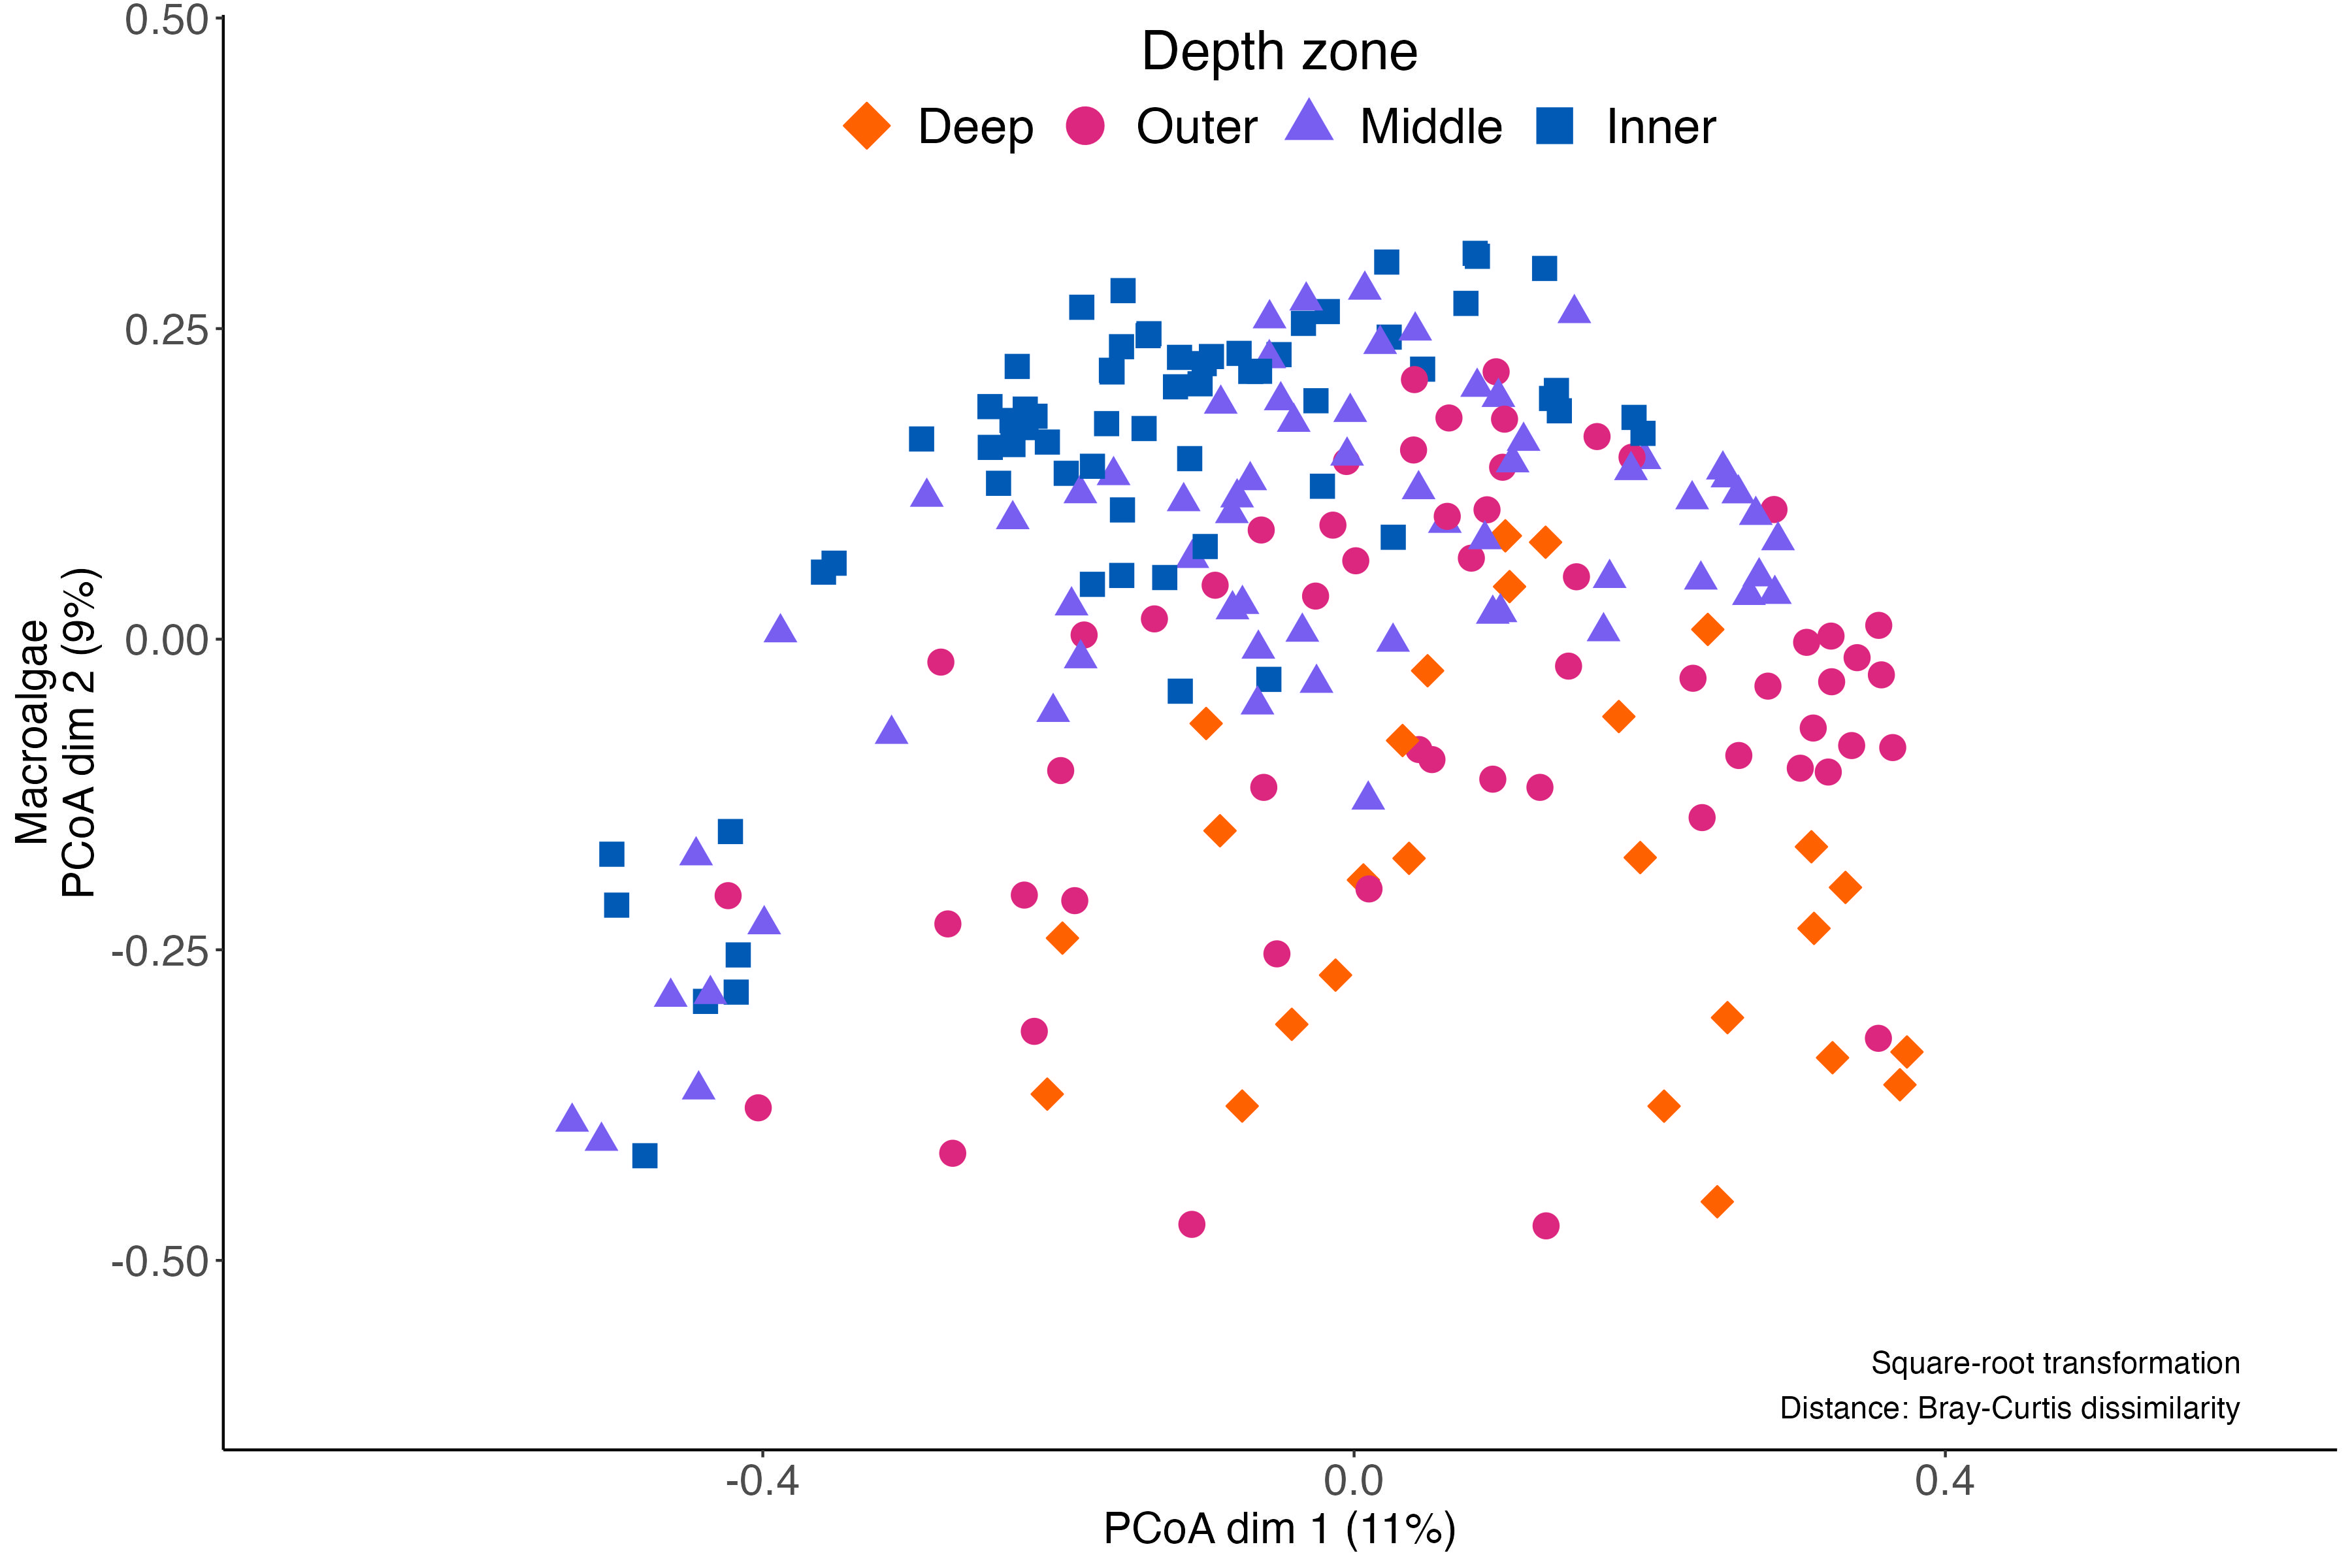 Depth zone
Deep Outer Middle Inner
0.50
0.25
0.00
-0.25
-0.50
Macroalgae
PCoA dim 2 (9%)
Square-root transformation
Distance: Bray-Curtis dissimilarity
-0.4 0.0 0.4
PCoA dim 1 (11%)